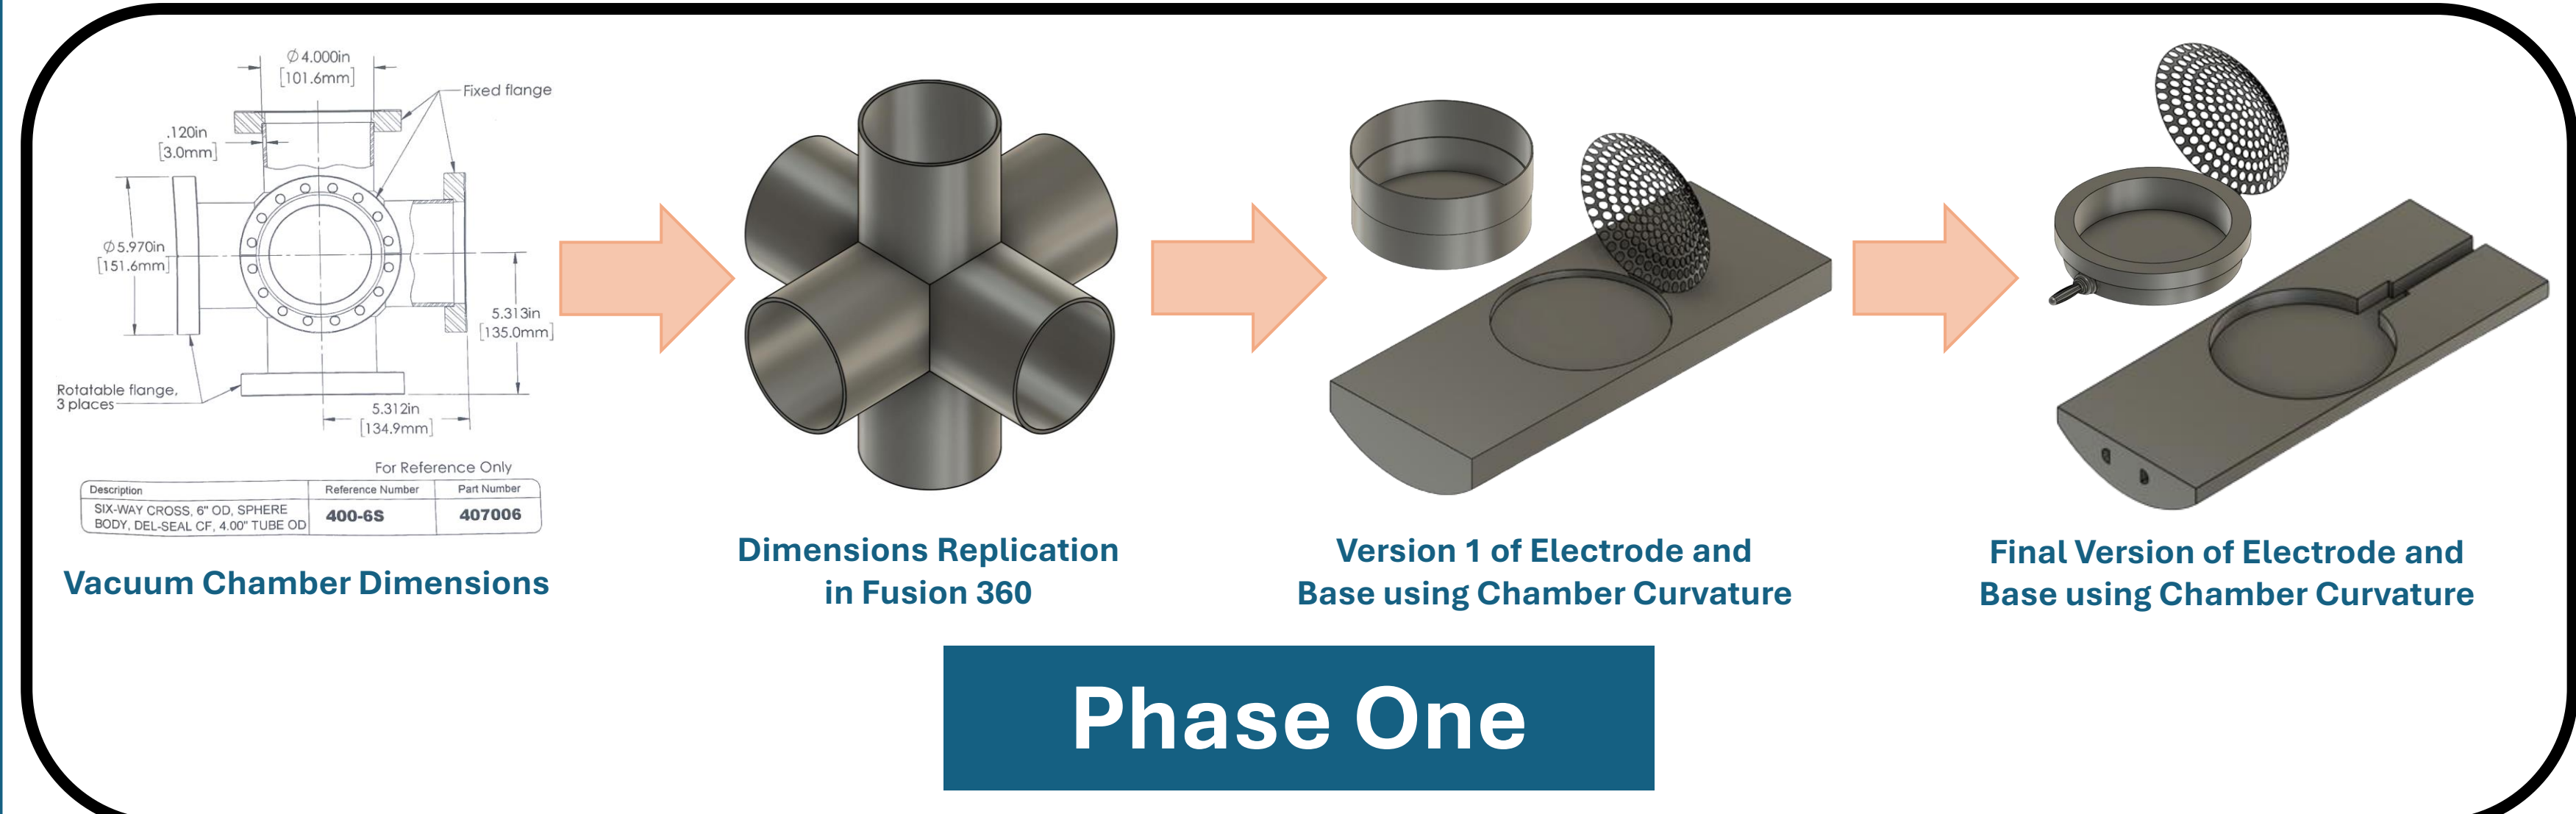 Ø4.000in
[101.6mm]
Fixed flange
.120in
[3.0mm]
Ø5.970in
[151.6mm]
5.313in
[135.0mm]
Rotatable flange,
3 places
5.312in
[134.9mm]
For Reference Only
Description
Reference Number
Part Number
SIX-WAY CROSS, 6" OD, SPHERE
BODY, DEL-SEAL CF, 4.00" TUBE OD
400-6S
407006
Vacuum Chamber Dimensions
Dimensions Replication
in Fusion 360
Version 1 of Electrode and
Base using Chamber Curvature
Final Version of Electrode and
Base using Chamber Curvature
Phase One